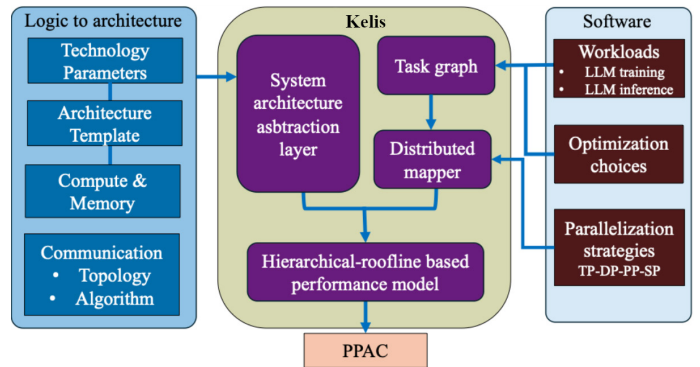 Logic to architecture
Technology
Parameters
Architecture
Template
Compute &
Memory
Communication
• Topology
• Algorithm
Kelis
System
architecture
asbtraction
layer
Task graph
Distributed
mapper
Hierarchical-roofline based
performance model
PPAC
Software
Workloads
• LLM training
• LLM inference
Optimization
choices
Parallelization
strategies
TP-DP-PP-SP